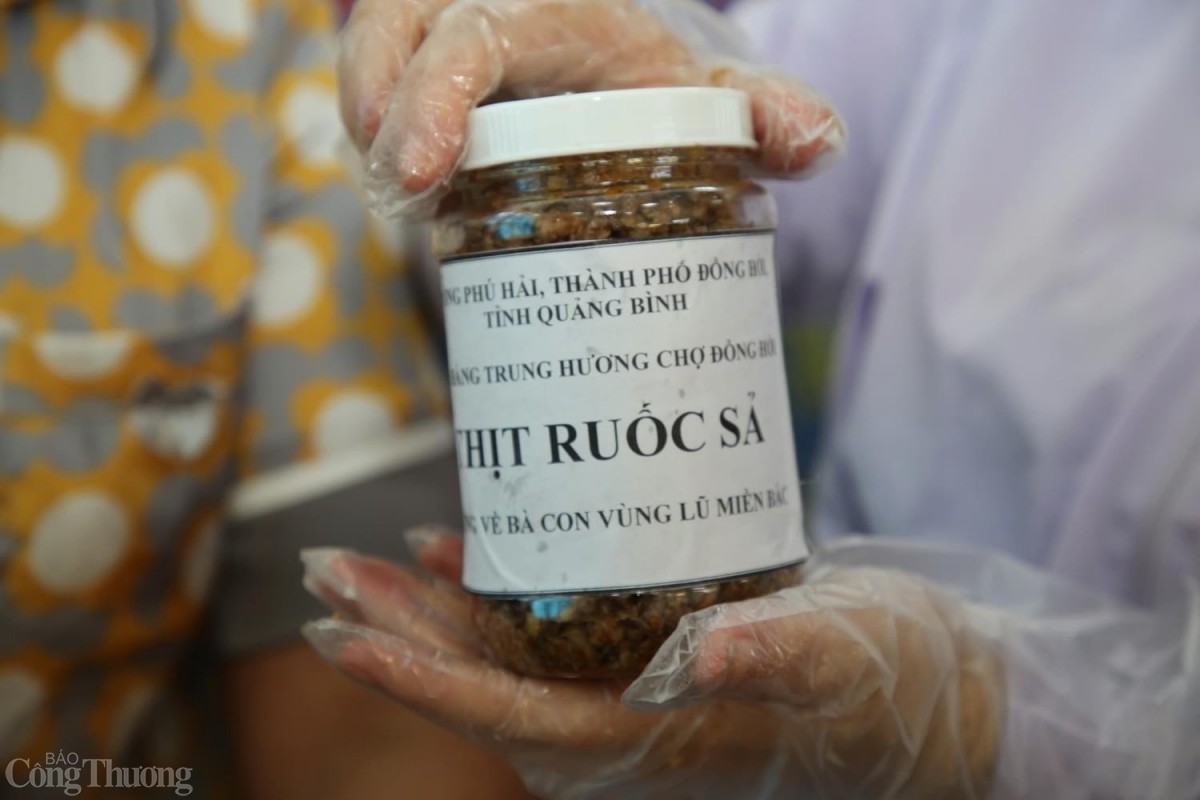 PHÚ HẢI, THÀNH PHỐ ĐỒNG HỚI,
TỈNH QUẢNG BÌNH
TRUNG HƯƠNG CHỢ ĐỒNG HỚI
THỊT RUỐC SẢ
VỀ BÀ CON VÙNG LŨ MIỀN BẮC
BÁO
Công Thương